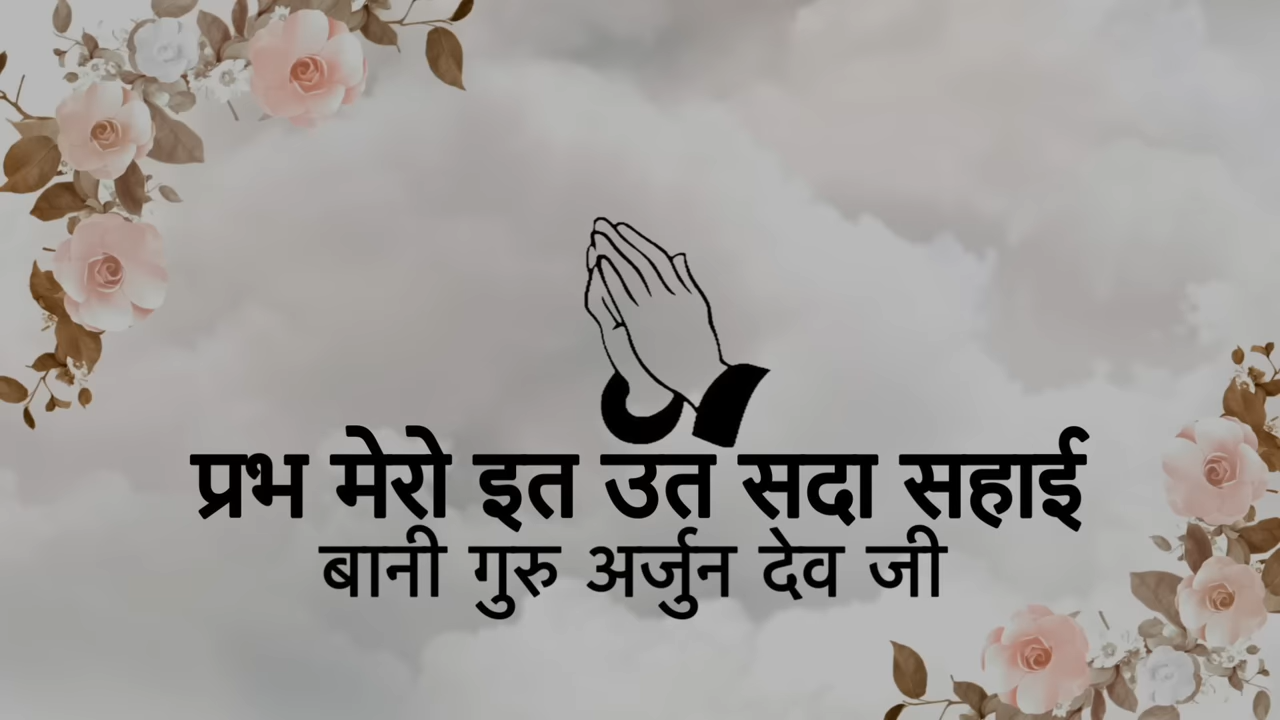 प्रभ मेरो इत उत सदा सहाई
बानी गुरु अर्जुन देव जी